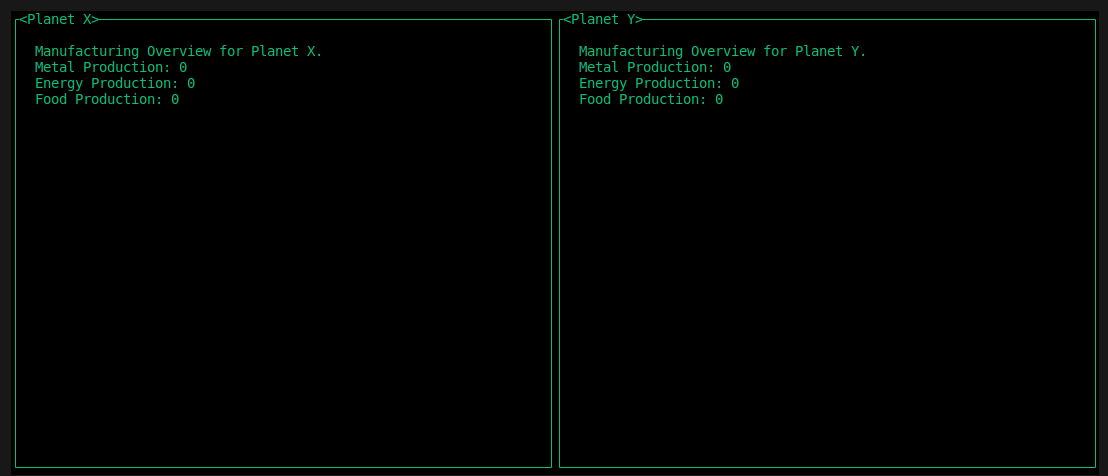 <Planet X>
Manufacturing Overview for Planet X.
Metal Production: 0
Energy Production: 0
Food Production: 0
<Planet Y>
Manufacturing Overview for Planet Y.
Metal Production: 0
Energy Production: 0
Food Production: 0